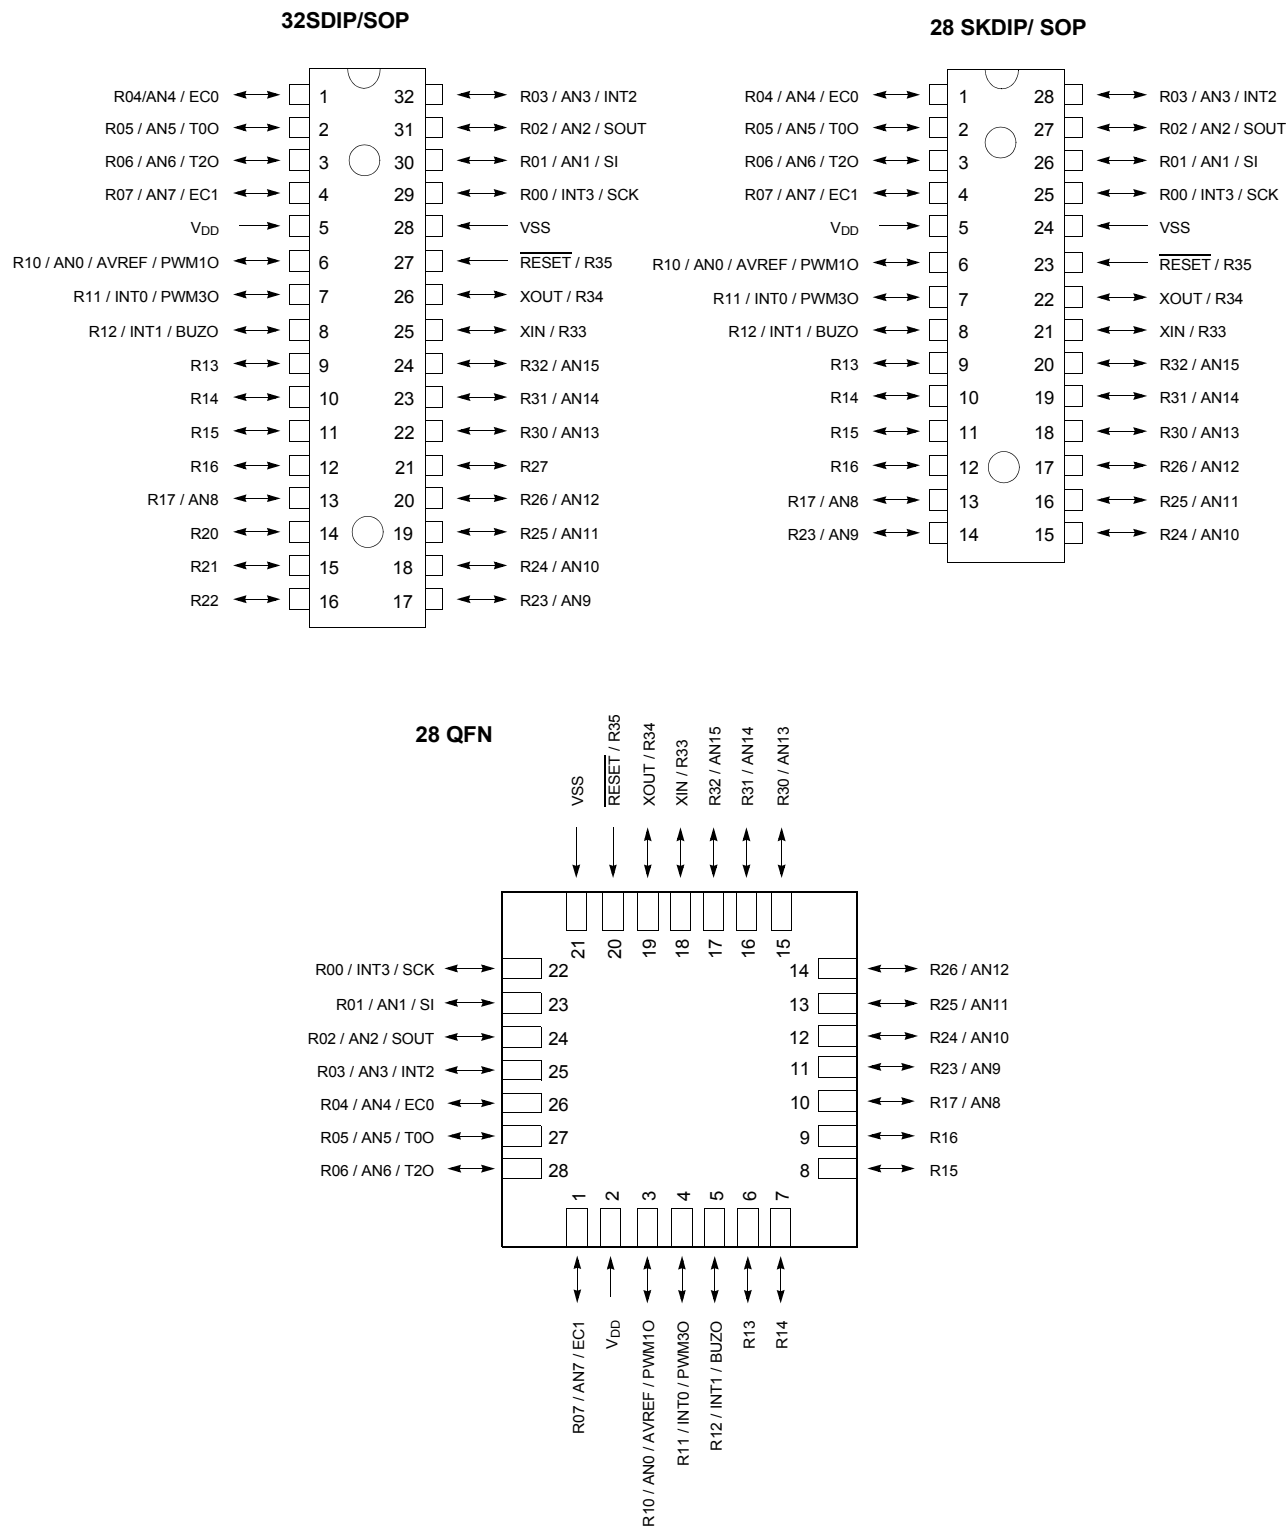 32SDIP/SOP
R04/AN4 / EC0 1 32 R03 / AN3 / INT2
R05 / AN5 / T0O 2 31 R02 / AN2 / SOUT
R06 / AN6 / T2O 3 30 R01 / AN1 / SI
R07 / AN7 / EC1 4 29 R00 / INT3 / SCK
VDD 5 28 VSS
R10 / AN0 / AVREF / PWM1O 6 27 RESET / R35
R11 / INT0 / PWM3O 7 26 XOUT / R34
R12 / INT1 / BUZO 8 25 XIN / R33
R13 9 24 R32 / AN15
R14 10 23 R31 / AN14
R15 11 22 R30 / AN13
R16 12 21 R27
R17 / AN8 13 20 R26 / AN12
R20 14 19 R25 / AN11
R21 15 18 R24 / AN10
R22 16 17 R23 / AN9
28 SKDIP/ SOP
R04 / AN4 / EC0 1 28 R03 / AN3 / INT2
R05 / AN5 / T0O 2 27 R02 / AN2 / SOUT
R06 / AN6 / T2O 3 26 R01 / AN1 / SI
R07 / AN7 / EC1 4 25 R00 / INT3 / SCK
VDD 5 24 VSS
R10 / AN0 / AVREF / PWM1O 6 23 RESET / R35
R11 / INT0 / PWM3O 7 22 XOUT / R34
R12 / INT1 / BUZO 8 21 XIN / R33
R13 9 20 R32 / AN15
R14 10 19 R31 / AN14
R15 11 18 R30 / AN13
R16 12 17 R26 / AN12
R17 / AN8 13 16 R25 / AN11
R23 / AN9 14 15 R24 / AN10
28 QFN
VSS
RESET / R35
XOUT / R34
XIN / R33
R32 / AN15
R31 / AN14
R30 / AN13
21 20 19 18 17 16 15
R00 / INT3 / SCK 22 14 R26 / AN12
R01 / AN1 / SI 23 13 R25 / AN11
R02 / AN2 / SOUT 24 12 R24 / AN10
R03 / AN3 / INT2 25 11 R23 / AN9
R04 / AN4 / EC0 26 10 R17 / AN8
R05 / AN5 / T0O 27 9 R16
R06 / AN6 / T2O 28 8 R15
1 2 3 4 5 6 7
R07 / AN7 / EC1
VDD
R10 / AN0 / AVREF / PWM1O
R11 / INT0 / PWM3O
R12 / INT1 / BUZO
R13
R14